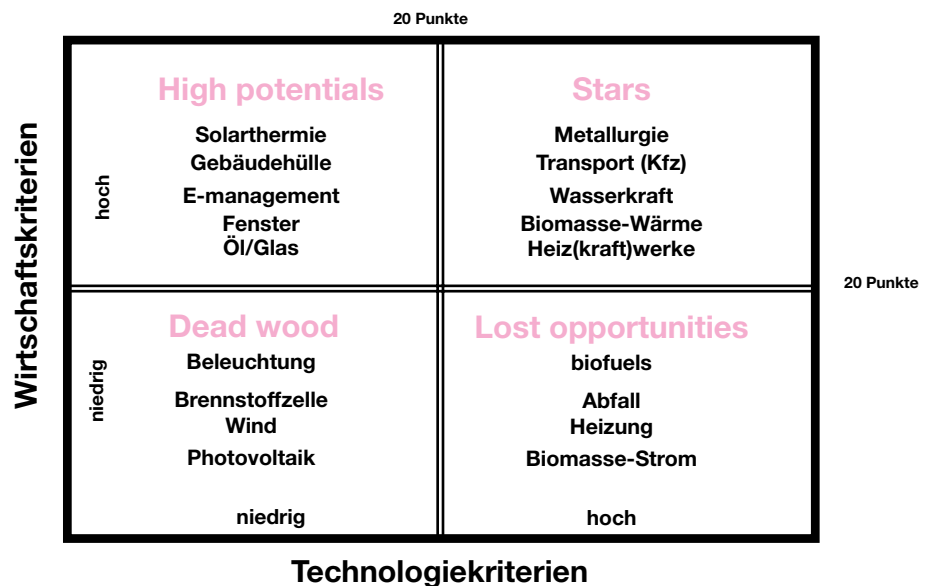 20 Punkte
Wirtschaftskriterien
hoch
High potentials
Solarthermie
Gebäudehülle
E-management
Fenster
Öl/Glas
Stars
Metallurgie
Transport (Kfz)
Wasserkraft
Biomasse-Wärme
Heiz(kraft)werke
20 Punkte
niedrig
Dead wood
Beleuchtung
Brennstoffzelle
Wind
Photovoltaik
niedrig
Lost opportunities
biofuels
Abfall
Heizung
Biomasse-Strom
hoch
Technologiekriterien